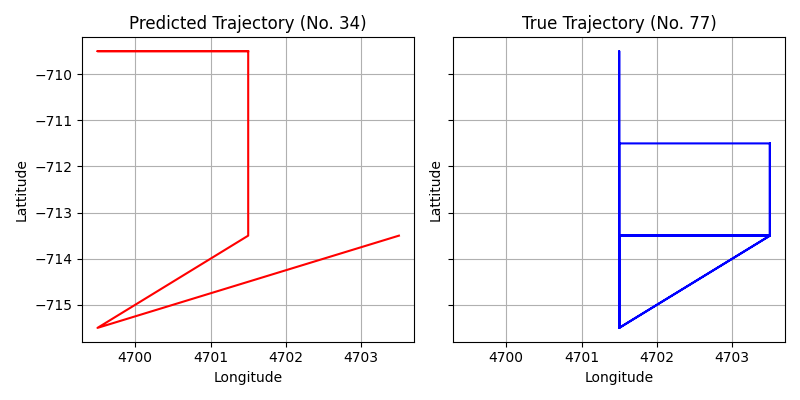 Predicted Trajectory (No. 34)
True Trajectory (No. 77)
−710
−711
−712
−713
−714
−715
Lattitude
Lattitude
4700 4701 4702 4703
4700 4701 4702 4703
Longitude
Longitude